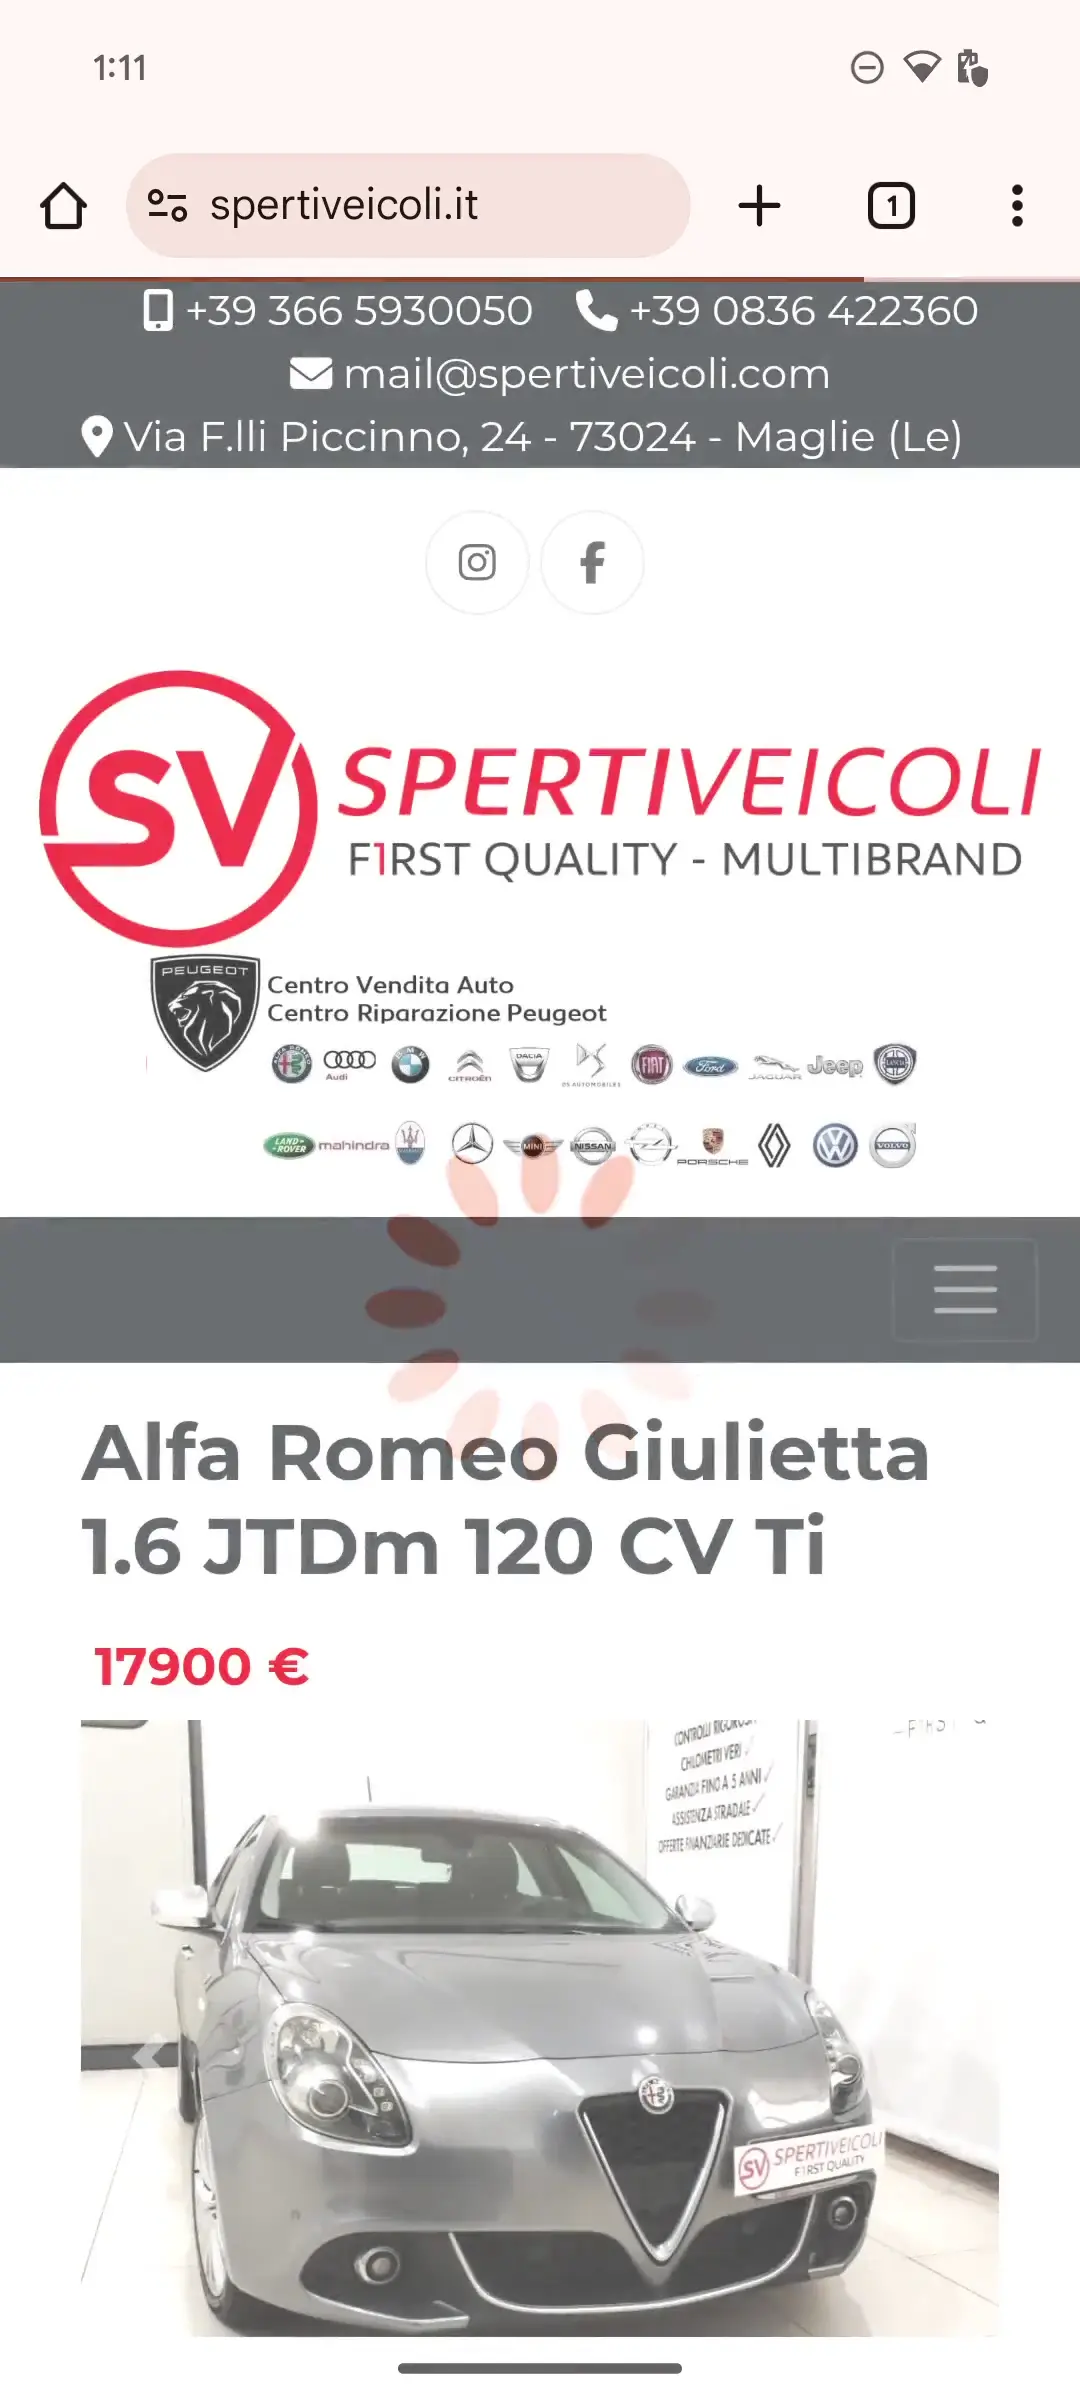 1:11
spertiveicoli.it
1
+39 366 5930050 +39 0836 422360
mail@spertiveicoli.com
Via F.lli Piccinno, 24 - 73024 - Maglie (Le)
SV
SPERTIVEICOLI
F1RST QUALITY - MULTIBRAND
PEUGEOT
Centro Vendita Auto
Centro Riparazione Peugeot
ALFA ROMEO Audi BMW CITROËN DACIA DS AUTOMOBILES FIAT Ford JAGUAR Jeep LANCIA
LAND ROVER mahindra MINI NISSAN PORSCHE VOLVO
Alfa Romeo Giulietta
1.6 JTDm 120 CV Ti
17900 €
CONTROLLI RIGOROSI
CHILOMETRI VERI
GARANZIA FINO A 5 ANNI
ASSISTENZA STRADALE
OFFERTE FINANZIARIE DEDICATE
SV SPERTIVEICOLI
F1RST QUALITY